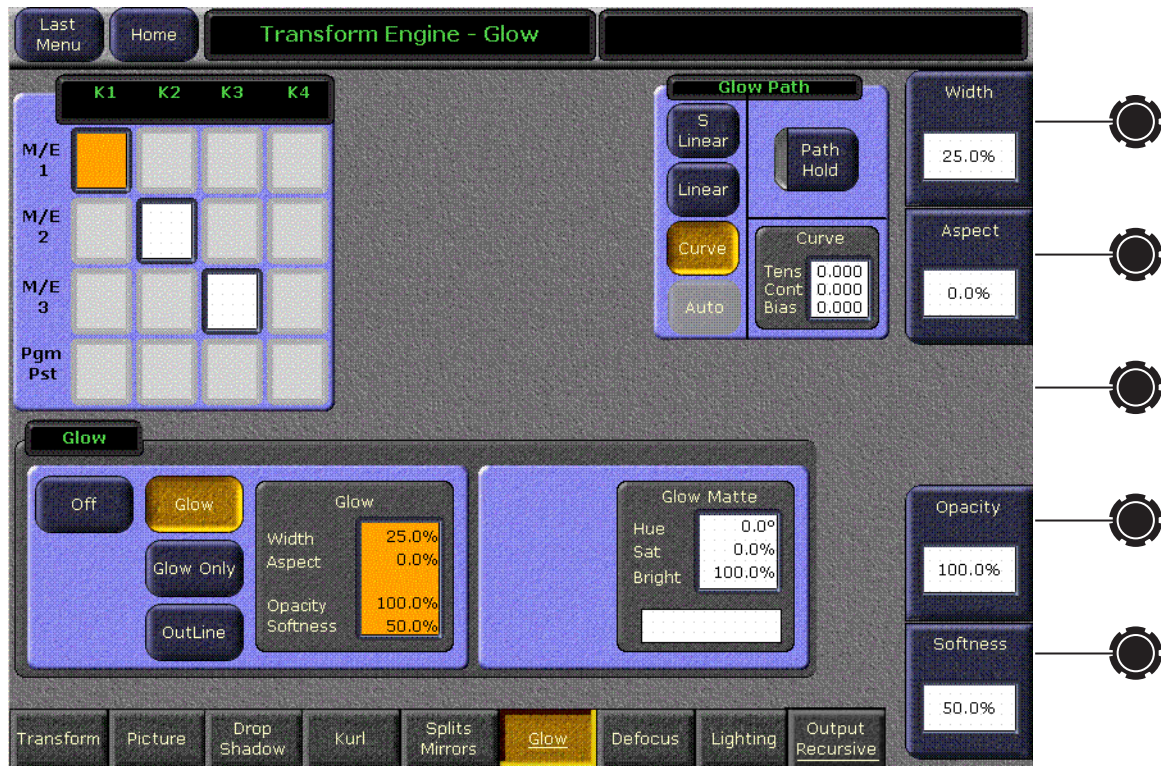 Last
Menu
Home
Transform Engine - Glow
K1 K2 K3 K4
M/E
1
M/E
2
M/E
3
Pgm
Pst
Glow Path
S
Linear
Linear
Curve
Auto
Path
Hold
Curve
Tens 0.000
Cont 0.000
Bias 0.000
Width
25.0%
Aspect
0.0%
Opacity
100.0%
Softness
50.0%
Glow
Off
Glow
Glow Only
OutLine
Glow
Width 25.0%
Aspect 0.0%
Opacity 100.0%
Softness 50.0%
Glow Matte
Hue 0.0°
Sat 0.0%
Bright 100.0%
Transform
Picture
Drop
Shadow
Kurl
Splits
Mirrors
Glow
Defocus
Lighting
Output
Recursive